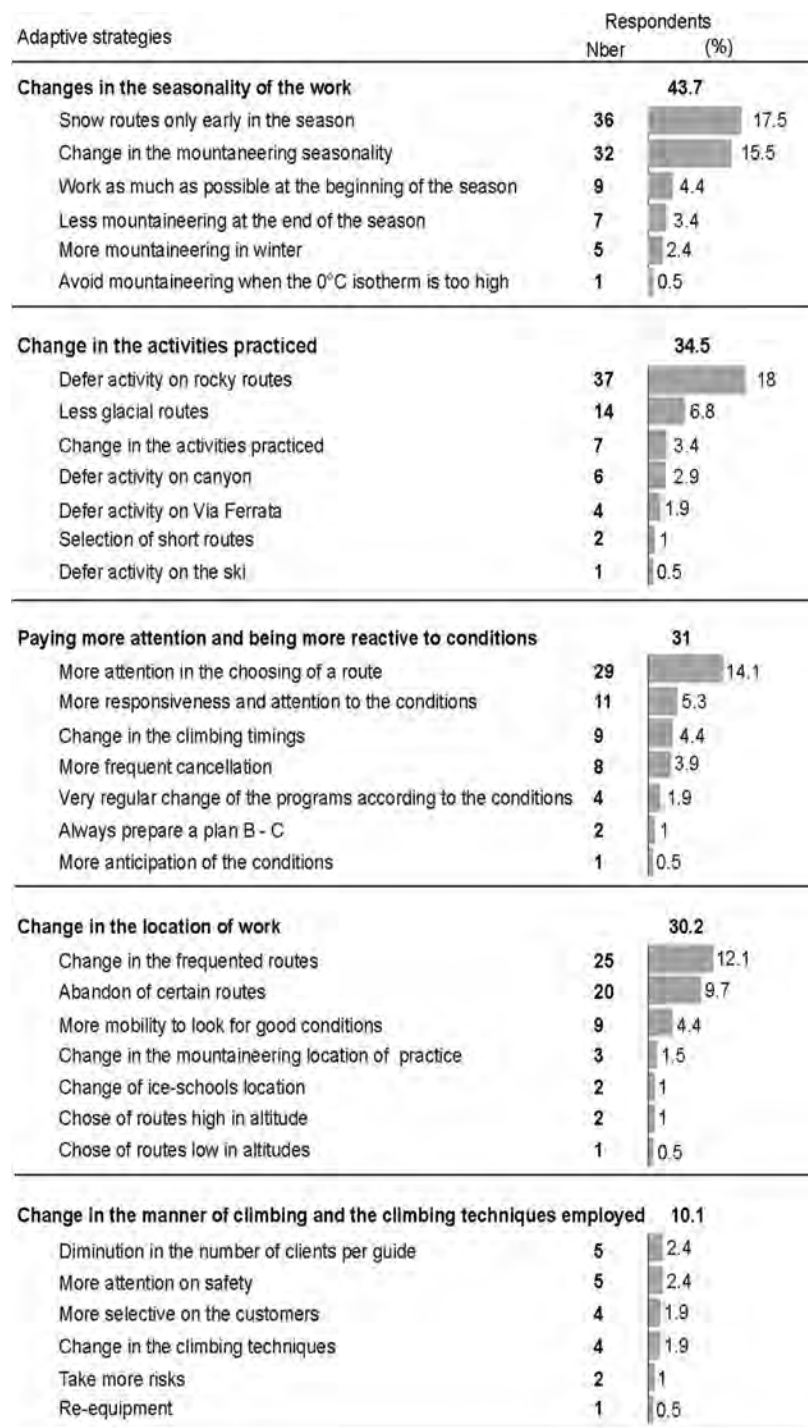 Adaptive strategies Respondents
Nber (%)
Changes in the seasonality of the work 43.7
Snow routes only early in the season 36 17.5
Change in the mountaneering seasonality 32 15.5
Work as much as possible at the beginning of the season 9 4.4
Less mountaineering at the end of the season 7 3.4
More mountaineering in winter 5 2.4
Avoid mountaineering when the 0°C isotherm is too high 1 0.5
Change in the activities practiced 34.5
Defer activity on rocky routes 37 18
Less glacial routes 14 6.8
Change in the activities practiced 7 3.4
Defer activity on canyon 6 2.9
Defer activity on Via Ferrata 4 1.9
Selection of short routes 2 1
Defer activity on the ski 1 0.5
Paying more attention and being more reactive to conditions 31
More attention in the choosing of a route 29 14.1
More responsiveness and attention to the conditions 11 5.3
Change in the climbing timings 9 4.4
More frequent cancellation 8 3.9
Very regular change of the programs according to the conditions 4 1.9
Always prepare a plan B - C 2 1
More anticipation of the conditions 1 0.5
Change in the location of work 30.2
Change in the frequented routes 25 12.1
Abandon of certain routes 20 9.7
More mobility to look for good conditions 9 4.4
Change in the mountaineering location of practice 3 1.5
Change of ice-schools location 2 1
Chose of routes high in altitude 2 1
Chose of routes low in altitudes 1 0.5
Change in the manner of climbing and the climbing techniques employed 10.1
Diminution in the number of clients per guide 5 2.4
More attention on safety 5 2.4
More selective on the customers 4 1.9
Change in the climbing techniques 4 1.9
Take more risks 2 1
Re-equipment 1 0.5